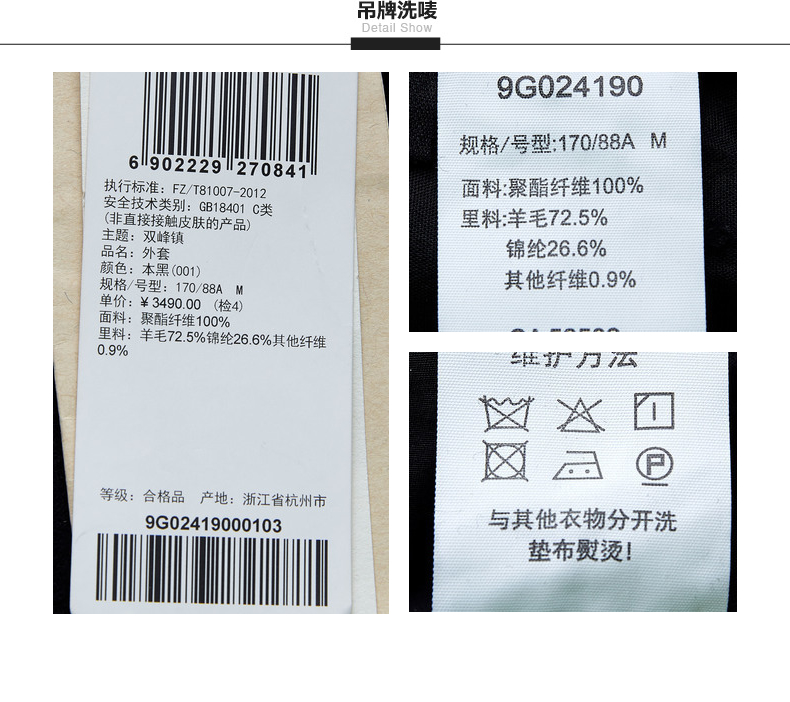 吊牌洗唛
Detail Show
6 902229 270841
执行标准：FZ/T81007-2012
安全技术类别：GB18401 C类
(非直接接触皮肤的产品)
主题：双峰镇
品名：外套
颜色：本黑(001)
规格/号型：170/88A M
单价：¥3490.00 (检4)
面料：聚酯纤维100%
里料：羊毛72.5%锦纶26.6%其他纤维
0.9%
等级：合格品 产地：浙江省杭州市
9G02419000103
9G024190
规格/号型:170/88A M
面料:聚酯纤维100%
里料:羊毛72.5%
锦纶26.6%
其他纤维0.9%
维护方法
P
与其他衣物分开洗
垫布熨烫!